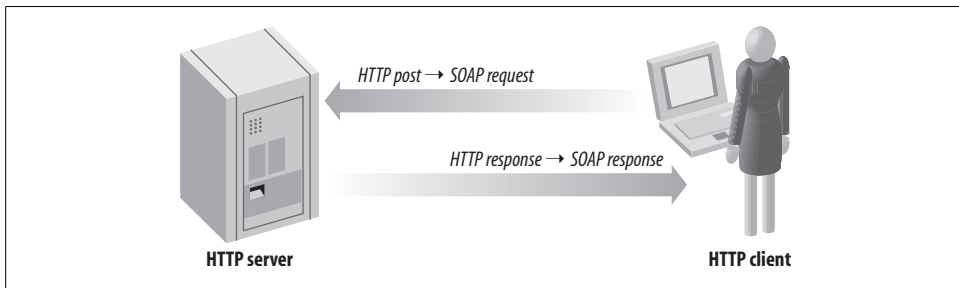 HTTP post → SOAP request
HTTP response → SOAP response
HTTP server
HTTP client